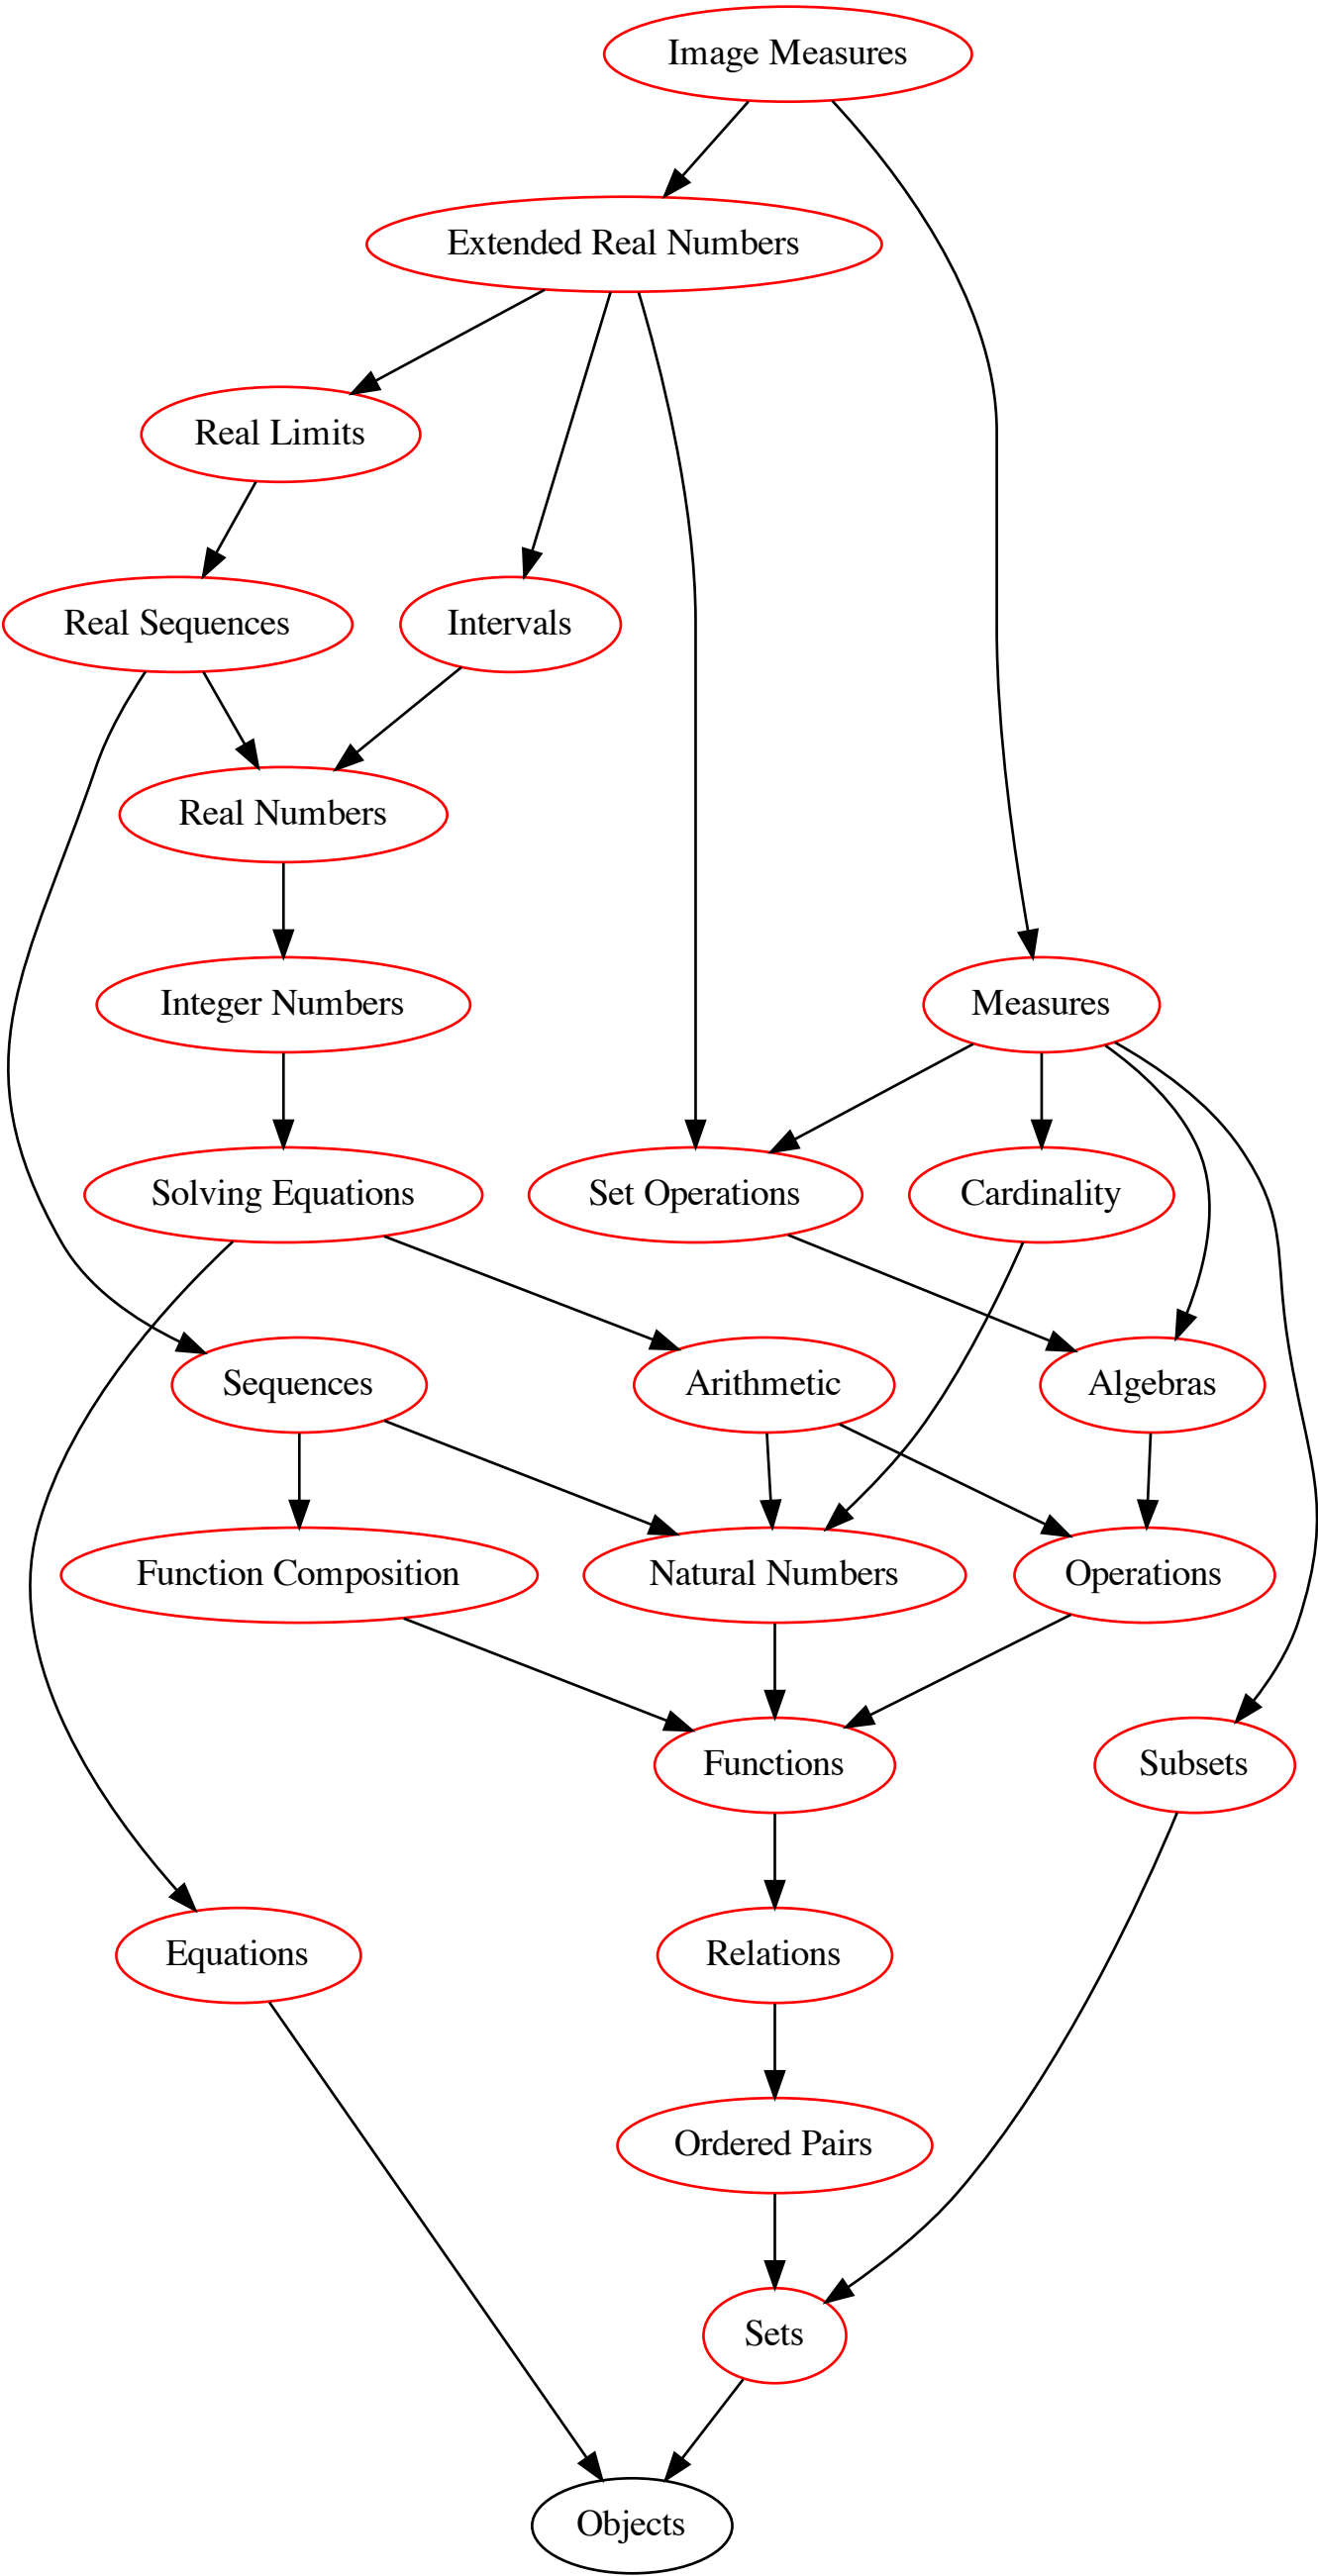 Image Measures
Extended Real Numbers
Real Limits
Real Sequences
Intervals
Real Numbers
Integer Numbers
Measures
Solving Equations
Set Operations
Cardinality
Sequences
Arithmetic
Algebras
Function Composition
Natural Numbers
Operations
Functions
Subsets
Equations
Relations
Ordered Pairs
Sets
Objects